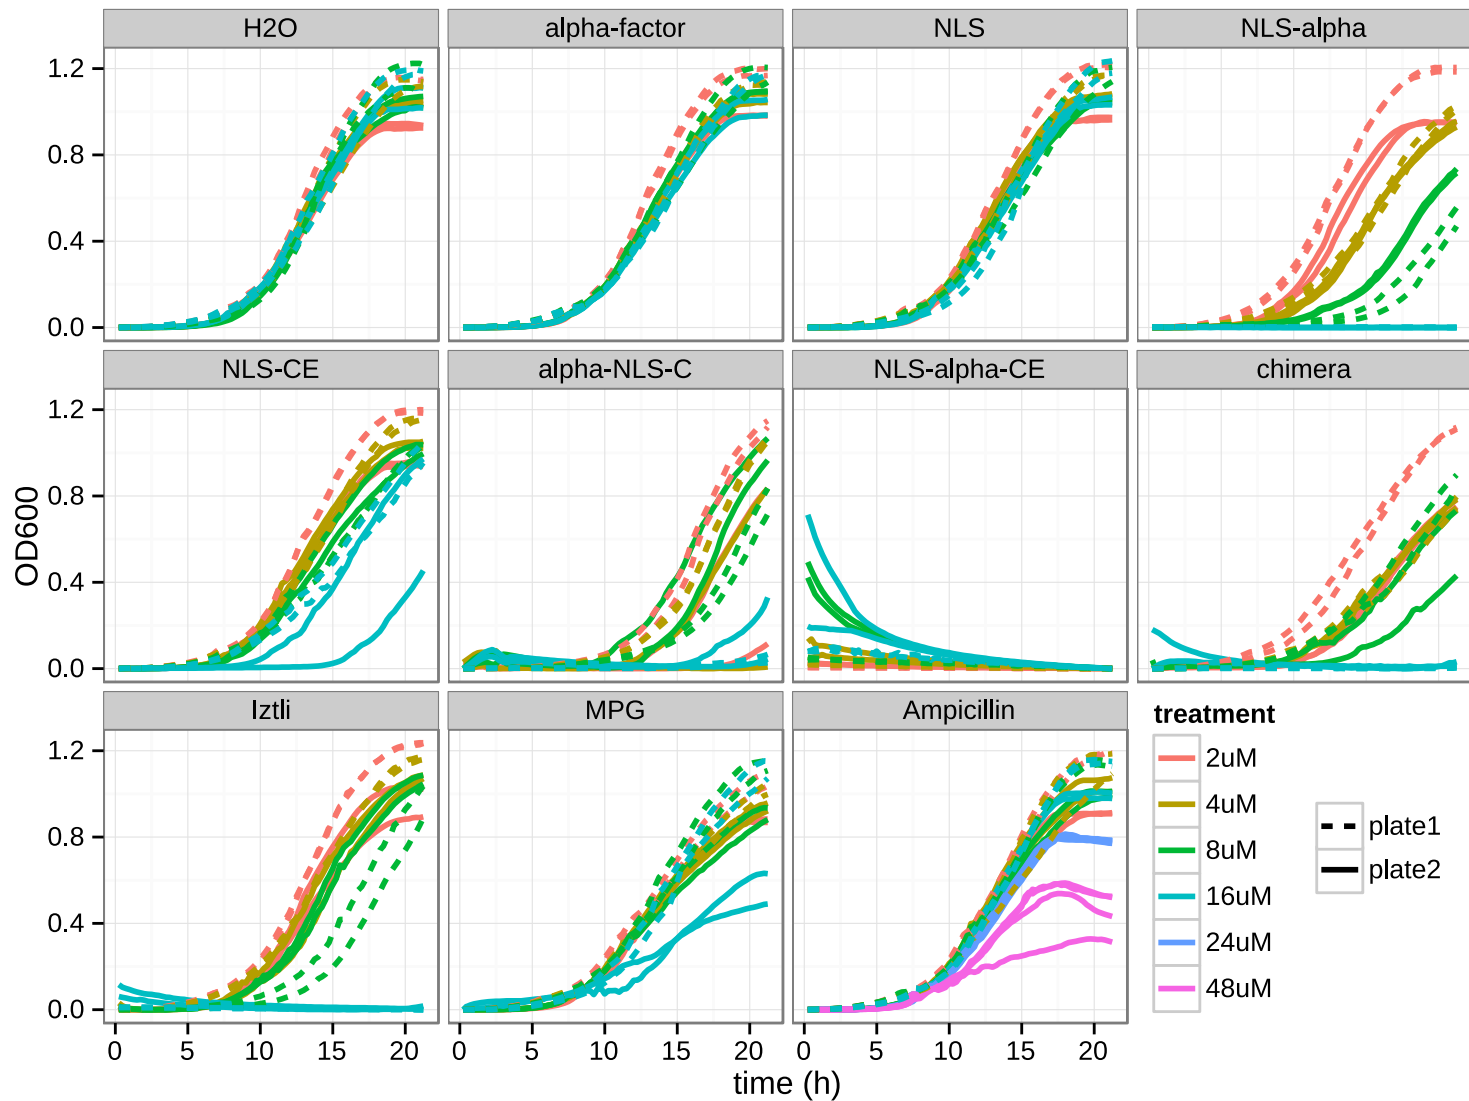 H2O alpha-factor NLS NLS-alpha
1.2
0.8
0.4
0.0
NLS-CE alpha-NLS-C NLS-alpha-CE chimera
1.2
0.8
0.4
0.0
OD600
Iztli MPG Ampicillin
1.2
0.8
0.4
0.0
0 5 10 15 20 0 5 10 15 20 0 5 10 15 20
time (h)
treatment
2uM
4uM
8uM
16uM
24uM
48uM
plate1
plate2